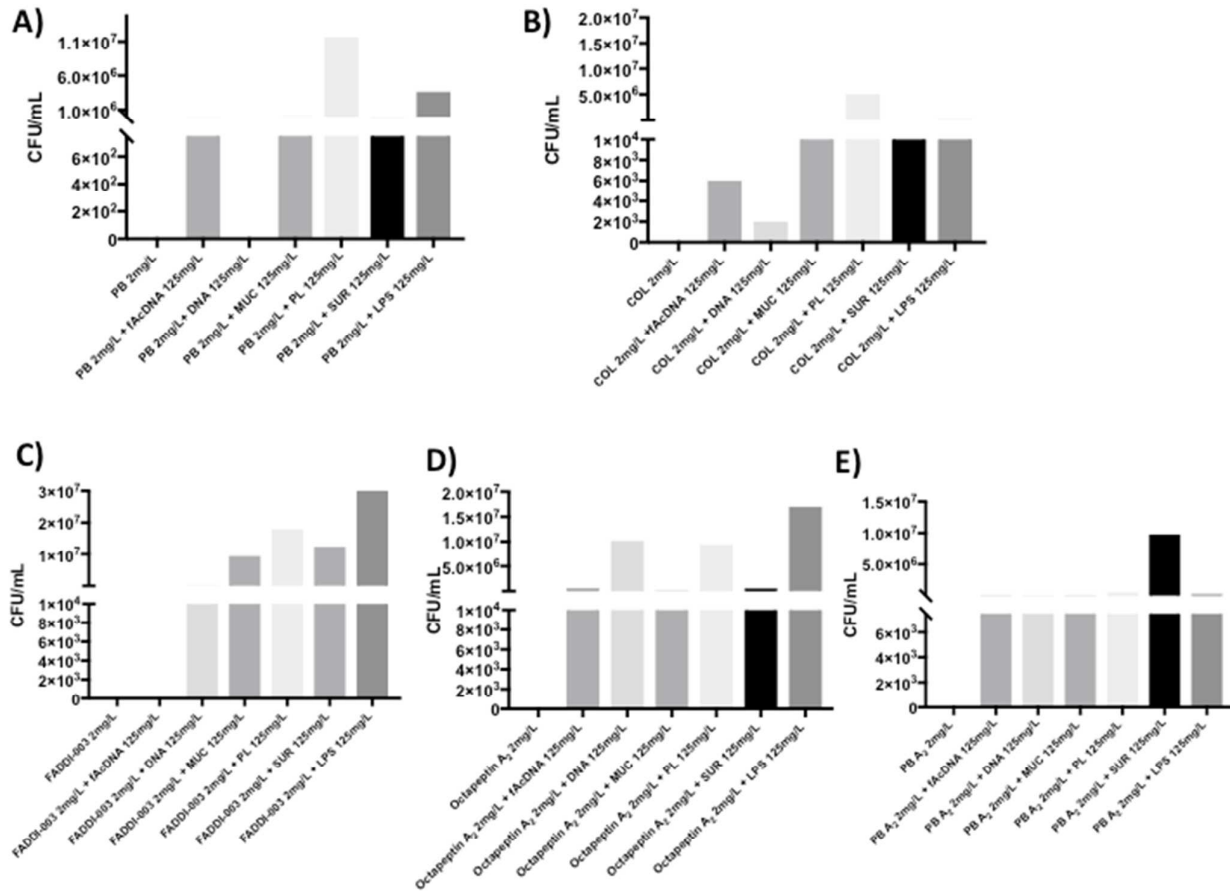 A)
CFU/mL
1.1×10⁷
6.0×10⁶
1.0×10⁶
6×10²
4×10²
2×10²
0
PB 2mg/L
PB 2mg/L + fAcDNA 125mg/L
PB 2mg/L+ DNA 125mg/L
PB 2mg/L + MUC 125mg/L
PB 2mg/L + PL 125mg/L
PB 2mg/L + SUR 125mg/L
PB 2mg/L + LPS 125mg/L
B)
CFU/mL
2.0×10⁷
1.5×10⁷
1.0×10⁷
5.0×10⁶
1×10⁴
8×10³
6×10³
4×10³
2×10³
0
COL 2mg/L
COL 2mg/L +fAcDNA 125mg/L
COL 2mg/L + DNA 125mg/L
COL 2mg/L + MUC 125mg/L
COL 2mg/L + PL 125mg/L
COL 2mg/L + SUR 125mg/L
COL 2mg/L + LPS 125mg/L
C)
CFU/mL
3×10⁷
2×10⁷
1×10⁷
1×10⁴
8×10³
6×10³
4×10³
2×10³
0
FADDI-003 2mg/L
FADDI-003 2mg/L + fAcDNA 125mg/L
FADDI-003 2mg/L + DNA 125mg/L
FADDI-003 2mg/L + MUC 125mg/L
FADDI-003 2mg/L + PL 125mg/L
FADDI-003 2mg/L + SUR 125mg/L
FADDI-003 2mg/L + LPS 125mg/L
D)
CFU/mL
2.0×10⁷
1.5×10⁷
1.0×10⁷
5.0×10⁶
1×10⁴
8×10³
6×10³
4×10³
2×10³
0
Octapeptin A₂ 2mg/L
Octapeptin A₂ 2mg/L + fAcDNA 125mg/L
Octapeptin A₂ 2mg/L + DNA 125mg/L
Octapeptin A₂ 2mg/L + MUC 125mg/L
Octapeptin A₂ 2mg/L + PL 125mg/L
Octapeptin A₂ 2mg/L + SUR 125mg/L
Octapeptin A₂ 2mg/L + LPS 125mg/L
E)
CFU/mL
1.5×10⁷
1.0×10⁷
5.0×10⁶
6×10³
4×10³
2×10³
0
PB A₂ 2mg/L
PB A₂ 2mg/L + fAcDNA 125mg/L
PB A₂ 2mg/L + DNA 125mg/L
PB A₂ 2mg/L + MUC 125mg/L
PB A₂ 2mg/L + PL 125mg/L
PB A₂ 2mg/L + SUR 125mg/L
PB A₂ 2mg/L + LPS 125mg/L